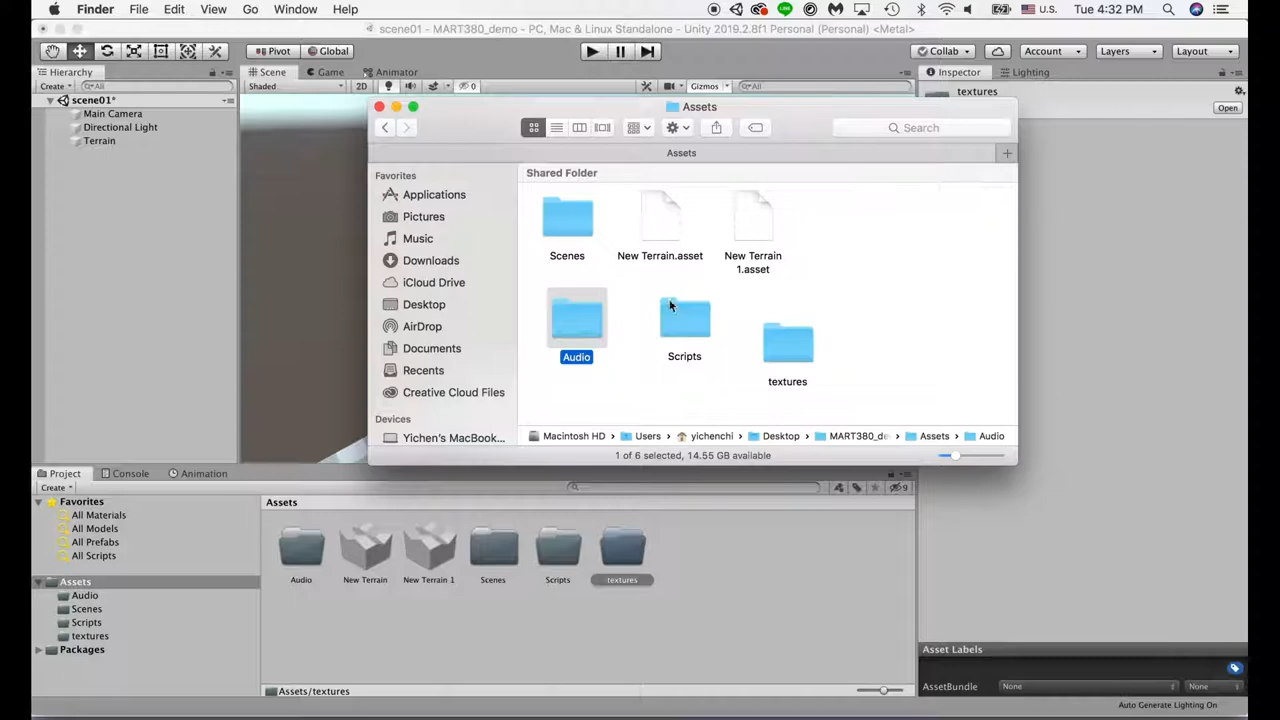 Finder File Edit View Go Window Help U.S. Tue 4:32 PM
scene01 - MART380_demo - PC, Mac & Linux Standalone - Unity 2019.2.8f1 Personal (Personal) <Metal>
Pivot Global Collab Account Layers Layout
Hierarchy Scene Game Animator Inspector Lighting
Create All Shaded 2D 0 Gizmos All
textures
Open
scene01*
Main Camera
Directional Light
Terrain
Assets
Search
Assets
Favorites
Applications
Pictures
Music
Downloads
iCloud Drive
Desktop
AirDrop
Documents
Recents
Creative Cloud Files
Devices
Yichen's MacBook...
Shared Folder
Scenes
New Terrain.asset
New Terrain
1.asset
Audio
Scripts
textures
Macintosh HD Users yichenchi Desktop MART380_de Assets Audio
1 of 6 selected, 14.55 GB available
Project Console Animation
Create 9
Favorites
All Materials
All Models
All Prefabs
All Scripts
Assets
Audio
Scenes
Scripts
textures
Packages
Assets
Audio New Terrain New Terrain 1 Scenes Scripts textures
Assets/textures
Asset Labels
AssetBundle None None
Auto Generate Lighting On